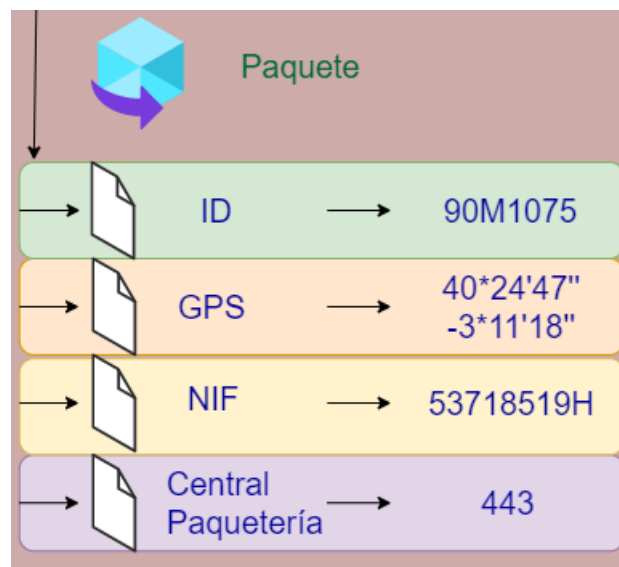 Paquete
ID
90M1075
GPS
40*24'47"
-3*11'18"
NIF
53718519H
Central
Paquetería
443